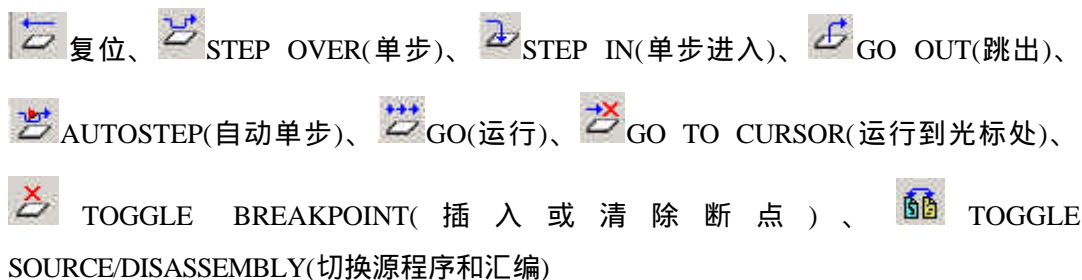 复位、STEP OVER(单步)、STEP IN(单步进入)、GO OUT(跳出)、
AUTOSTEP(自动单步)、GO(运行)、GO TO CURSOR(运行到光标处)、
TOGGLE BREAKPOINT(插入或清除断点)、TOGGLE
SOURCE/DISASSEMBLY(切换源程序和汇编)